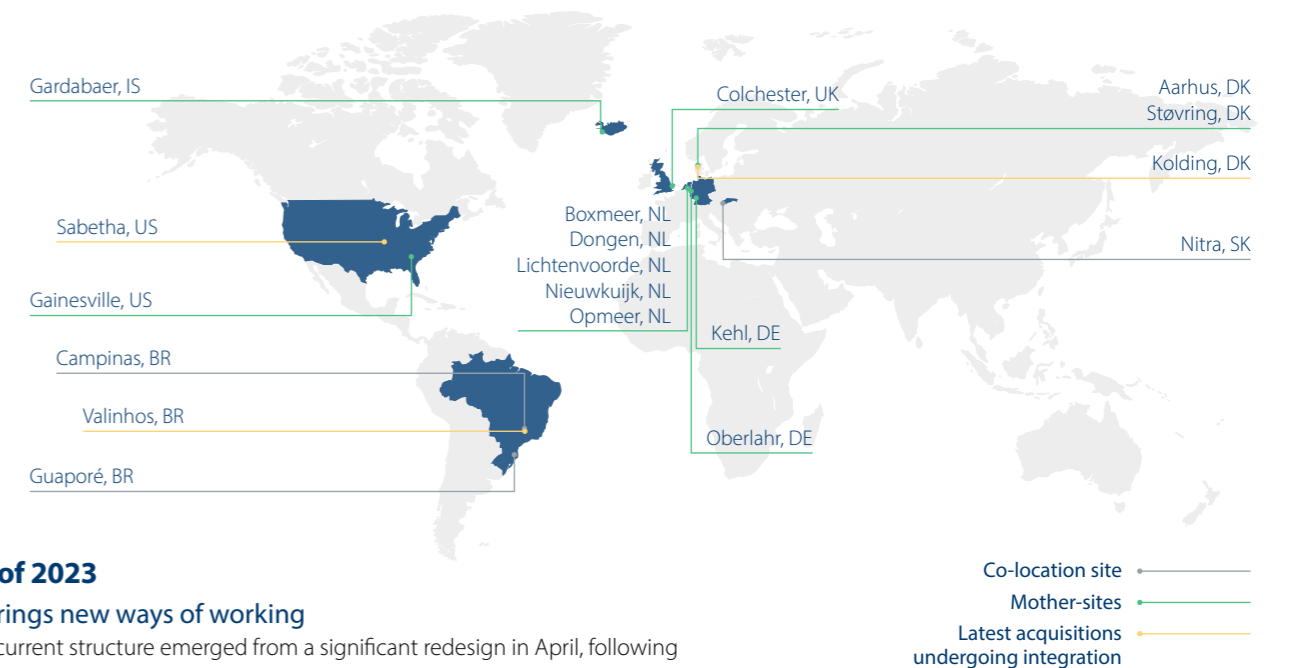 Gardabaer, IS
Colchester, UK
Aarhus, DK
Støvring, DK
Kolding, DK
Sabetha, US
Boxmeer, NL
Dongen, NL
Lichtenvoorde, NL
Nieuwkuijk, NL
Opmeer, NL
Nitra, SK
Gainesville, US
Kehl, DE
Campinas, BR
Valinhos, BR
Oberlahr, DE
Guaporé, BR
of 2023
rings new ways of working
current structure emerged from a significant redesign in April, following
Co-location site
Mother-sites
Latest acquisitions
undergoing integration